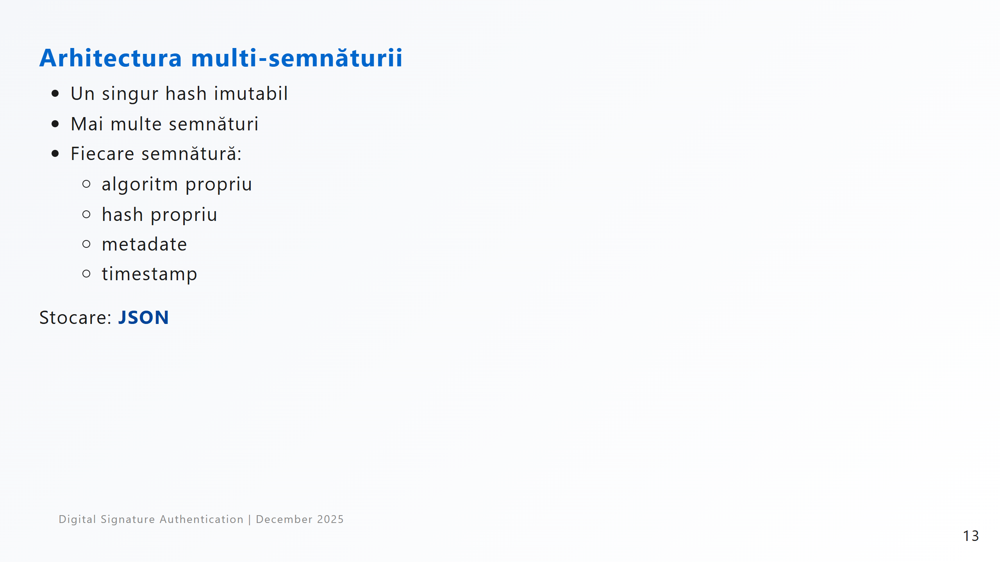 Arhitectura multi-semnăturii
Un singur hash imutabil
Mai multe semnături
Fiecare semnătură:
algoritm propriu
hash propriu
metadate
timestamp
Stocare: JSON
Digital Signature Authentication | December 2025
13